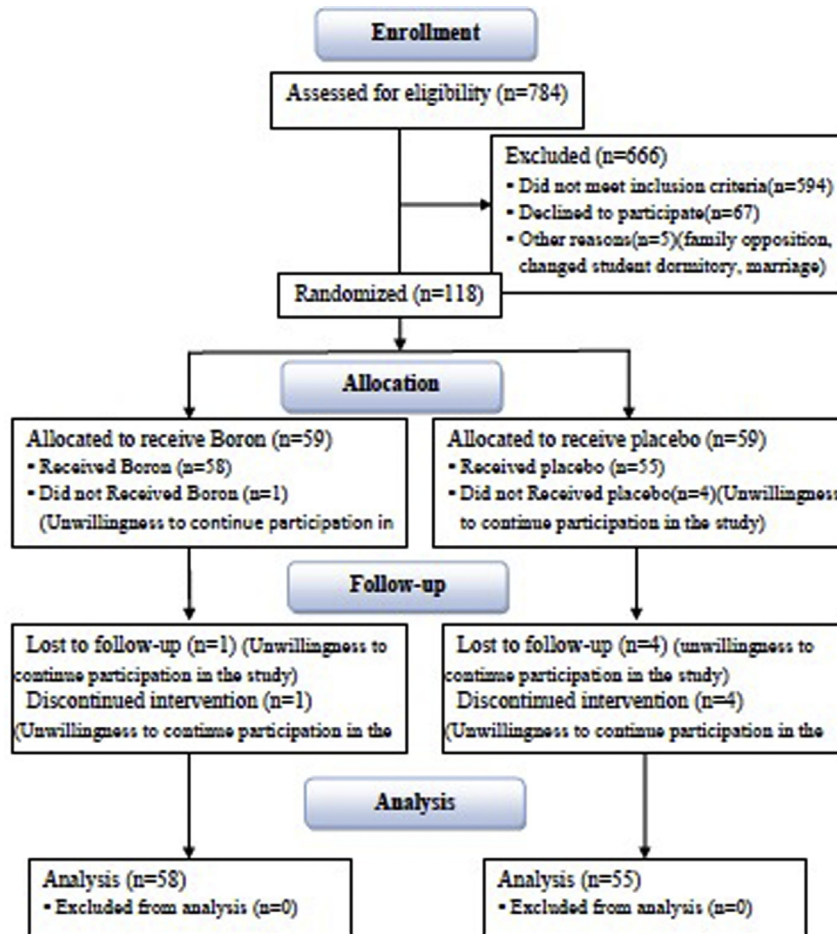 Enrollment
Assessed for eligibility (n=784)
Excluded (n=666)
▪ Did not meet inclusion criteria(n=594)
▪ Declined to participate(n=67)
▪ Other reasons(n=5)(family opposition,
changed student dormitory, marriage)
Randomized (n=118)
Allocation
Allocated to receive Boron (n=59)
▪ Received Boron (n=58)
▪ Did not Received Boron (n=1)
(Unwillingness to continue participation in
Allocated to receive placebo (n=59)
▪ Received placebo (n=55)
▪ Did not Received placebo(n=4)(Unwillingness
to continue participation in the study)
Follow-up
Lost to follow-up (n=1) (Unwillingness to
continue participation in the study)
Discontinued intervention (n=1)
(Unwillingness to continue participation in the
Lost to follow-up (n=4) (unwillingness to
continue participation in the study)
Discontinued intervention (n=4)
(Unwillingness to continue participation in the
Analysis
Analysis (n=58)
▪ Excluded from analysis (n=0)
Analysis (n=55)
▪ Excluded from analysis (n=0)